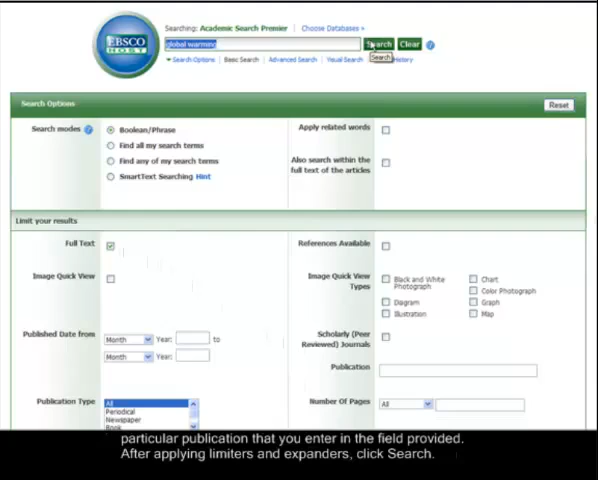 Searching: Academic Search Premier | Choose Databases »
EBSCO
HOST
global warming
Search
Clear
Search
Search Options | Basic Search | Advanced Search | Visual Search | History
Search Options
Reset
Search modes
Boolean/Phrase
Find all my search terms
Find any of my search terms
SmartText Searching Hint
Apply related words
Also search within the
full text of the articles
Limit your results
Full Text
References Available
Image Quick View
Image Quick View
Types
Black and White
Photograph
Chart
Color Photograph
Diagram
Graph
Illustration
Map
Published Date from
Month Year: to
Month Year:
Scholarly (Peer
Reviewed) Journals
Publication
Publication Type
All
Periodical
Newspaper
Book
Number Of Pages
All
particular publication that you enter in the field provided.
After applying limiters and expanders, click Search.